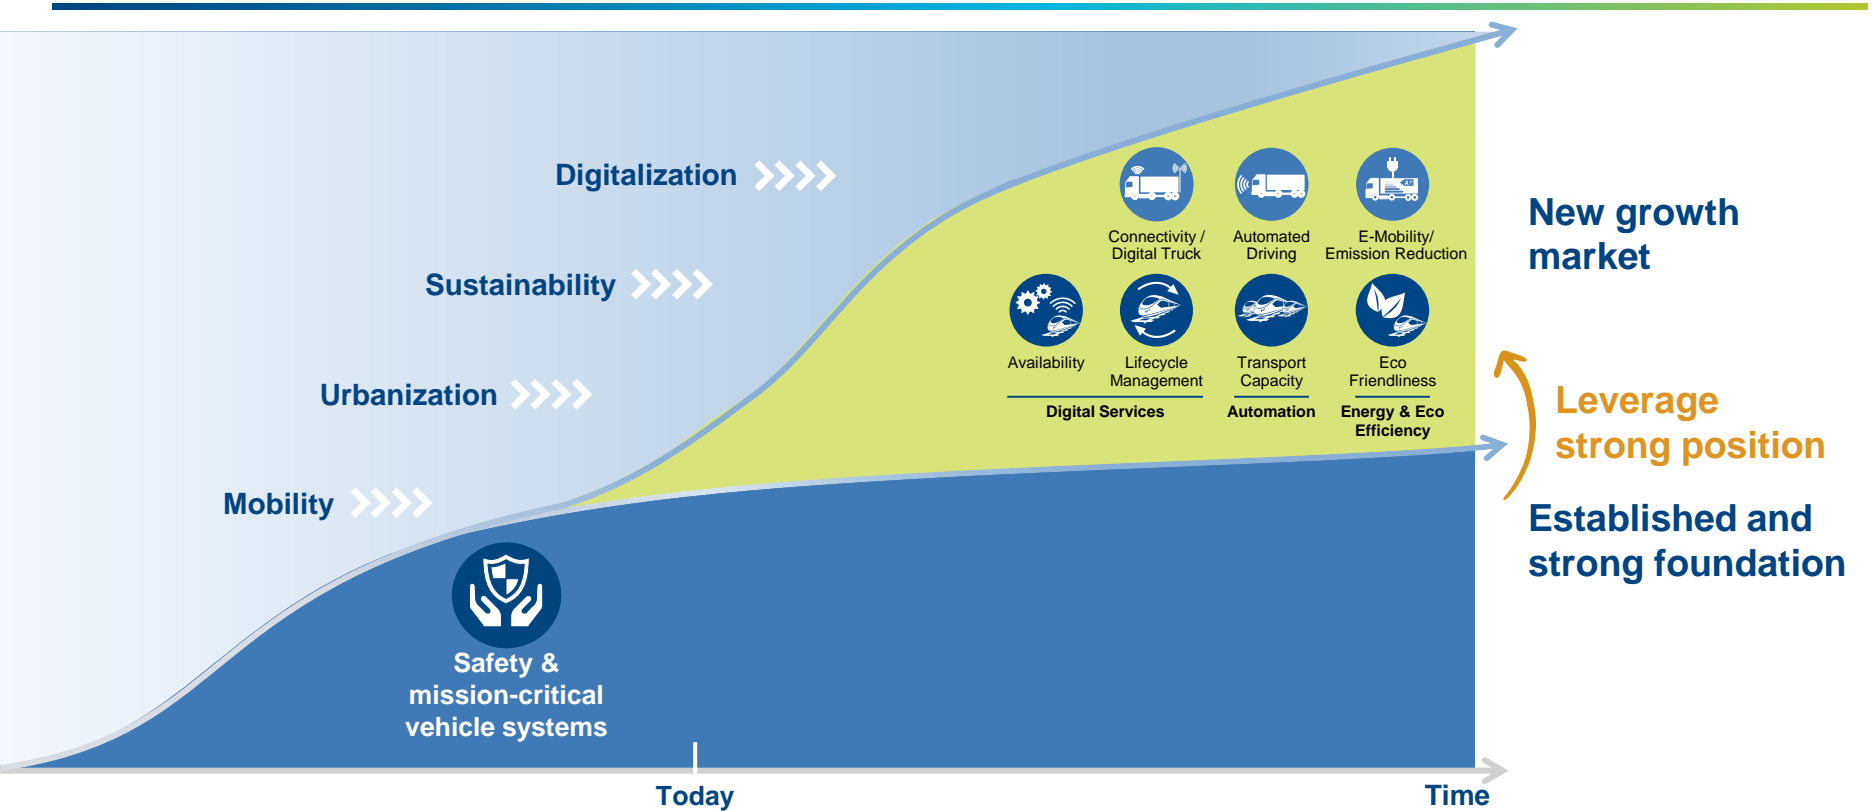 Digitalization
Sustainability
Urbanization
Mobility
Safety &
mission-critical
vehicle systems
Connectivity /
Digital Truck
Automated
Driving
E-Mobility/
Emission Reduction
A+
Availability
Lifecycle
Management
Transport
Capacity
Eco
Friendliness
Digital Services
Automation
Energy & Eco
Efficiency
New growth
market
Leverage
strong position
Established and
strong foundation
Today
Time